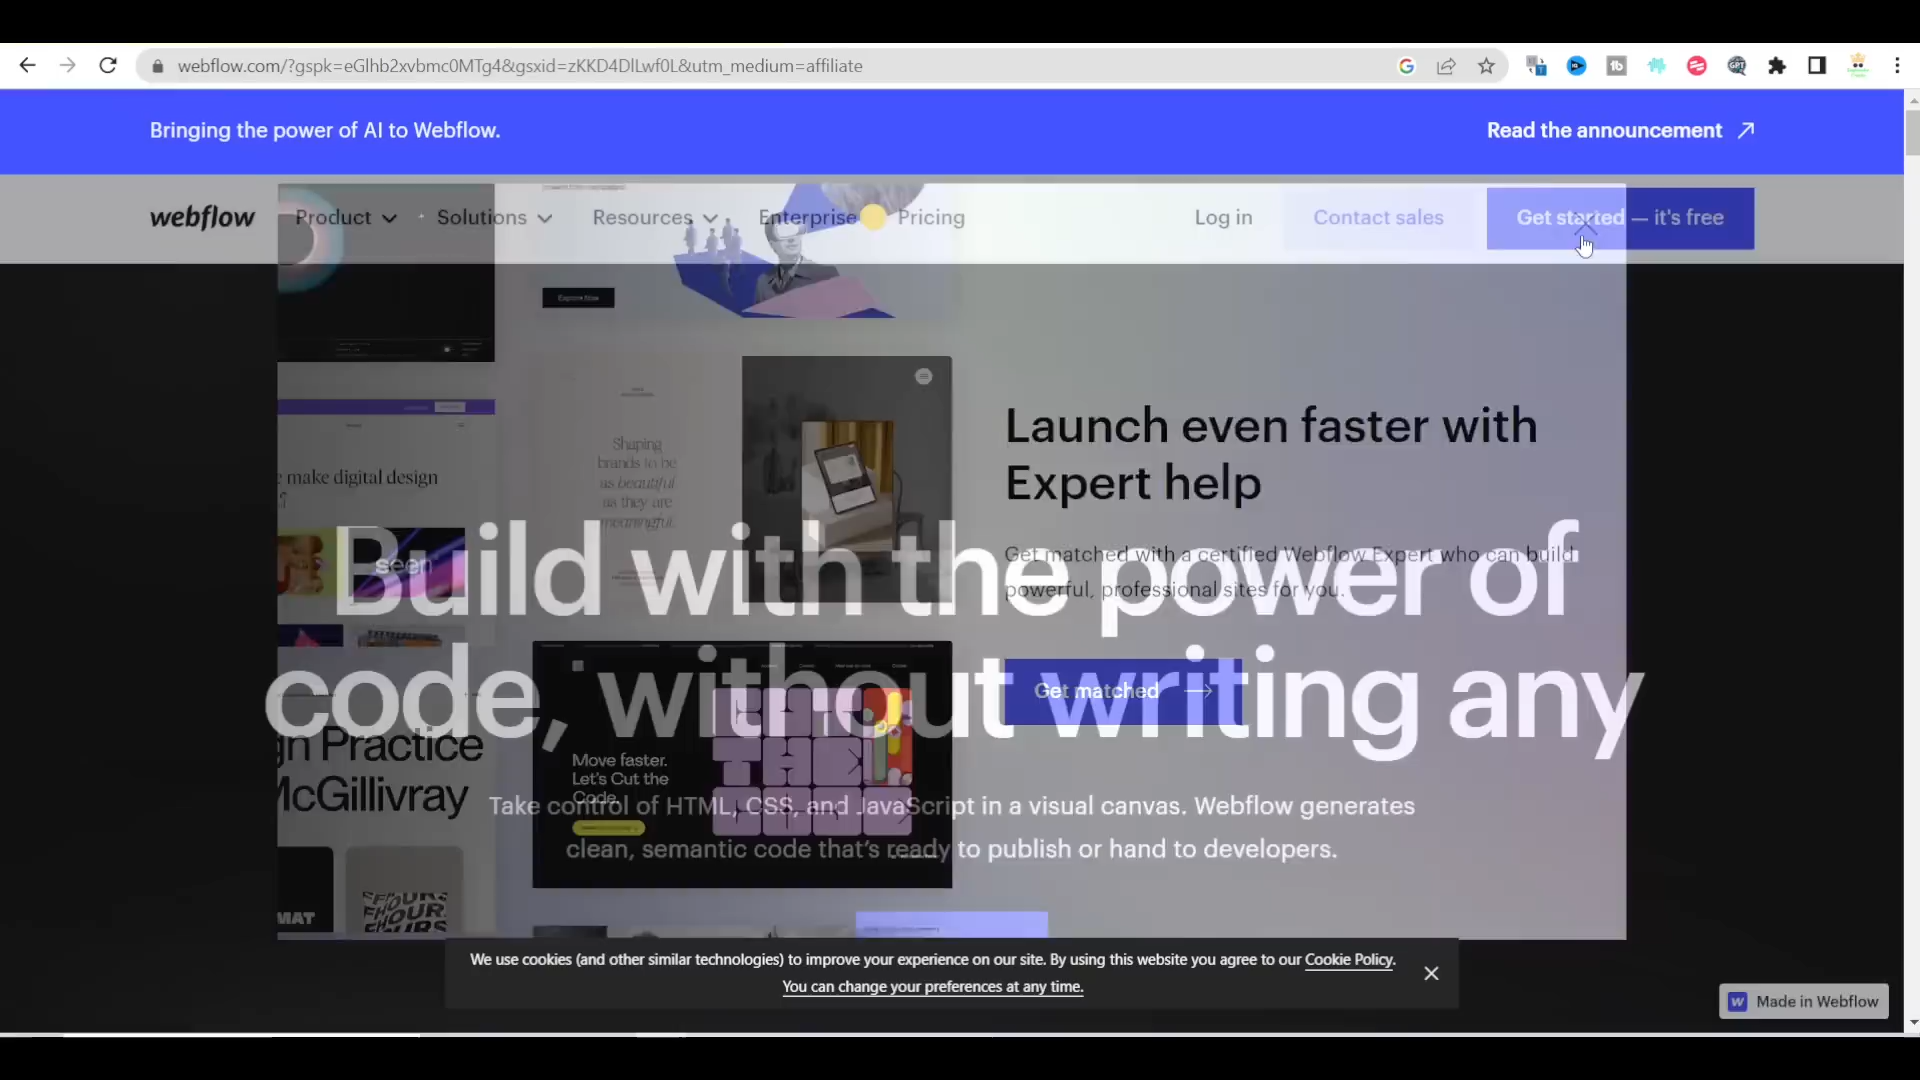 webflow.com/?gspk=eGlhb2xvbmc0MTg4&gsxid=zKKD4DlLwf0L&utm_medium=affiliate
Bringing the power of AI to Webflow.
Read the announcement
webflow
Product
Solutions
Resources
Enterprise
Pricing
Log in
Contact sales
Get started — it's free
Explore Now
Shaping
brands to be
as beautiful
as they are
meaningful.
make digital design
seen
Launch even faster with
Expert help
Get matched with a certified Webflow Expert who can build
powerful, professional sites for you.
Get matched
Build with the power of
code, without writing any
Move faster.
Let's Cut the
Code.
gn Practice
McGillivray
Take control of HTML, CSS, and JavaScript in a visual canvas. Webflow generates
clean, semantic code that's ready to publish or hand to developers.
MAT
We use cookies (and other similar technologies) to improve your experience on our site. By using this website you agree to our Cookie Policy.
You can change your preferences at any time.
Made in Webflow